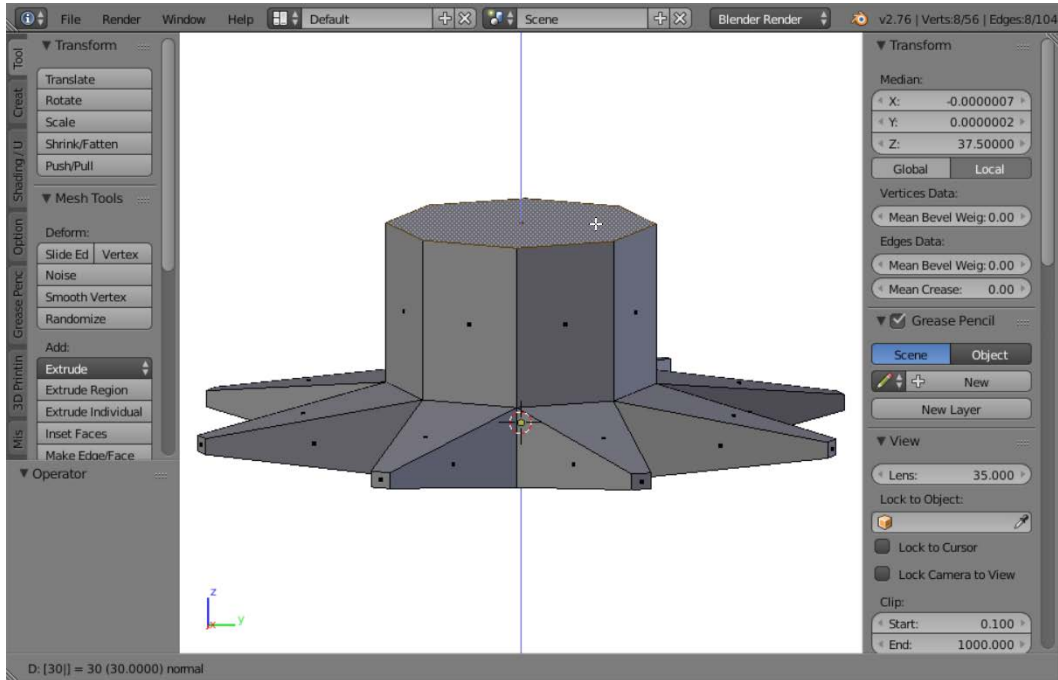 File Render Window Help Default Scene Blender Render v2.76 | Verts:8/56 | Edges:8/104
Tool
Creat
Shading / U
Option
Grease Penc
3D Printin
Mis
Transform
Translate
Rotate
Scale
Shrink/Fatten
Push/Pull
Mesh Tools
Deform:
Slide Ed Vertex
Noise
Smooth Vertex
Randomize
Add:
Extrude
Extrude Region
Extrude Individual
Inset Faces
Make Edge/Face
Operator
z
x y
Transform
Median:
X: -0.0000007
Y: 0.0000002
Z: 37.50000
Global Local
Vertices Data:
Mean Bevel Weig: 0.00
Edges Data:
Mean Bevel Weig: 0.00
Mean Crease: 0.00
Grease Pencil
Scene Object
New
New Layer
View
Lens: 35.000
Lock to Object:
Lock to Cursor
Lock Camera to View
Clip:
Start: 0.100
End: 1000.000
D: [30|] = 30 (30.0000) normal